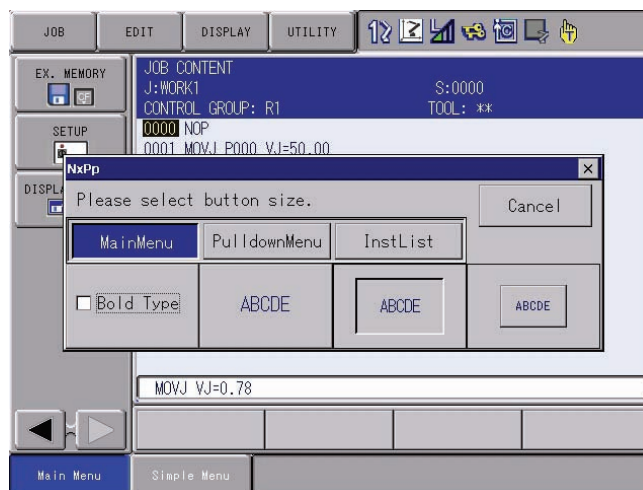 JOB EDIT DISPLAY UTILITY
EX. MEMORY
CF
SETUP
JOB CONTENT
J:WORK1 S:0000
CONTROL GROUP: R1 TOOL: **
0000 NOP
0001 MOVJ P000 VJ=50.00
NxPp
Please select button size. Cancel
MainMenu PulldownMenu InstList
Bold Type ABCDE ABCDE ABCDE
MOVJ VJ=0.78
Main Menu Simple Menu